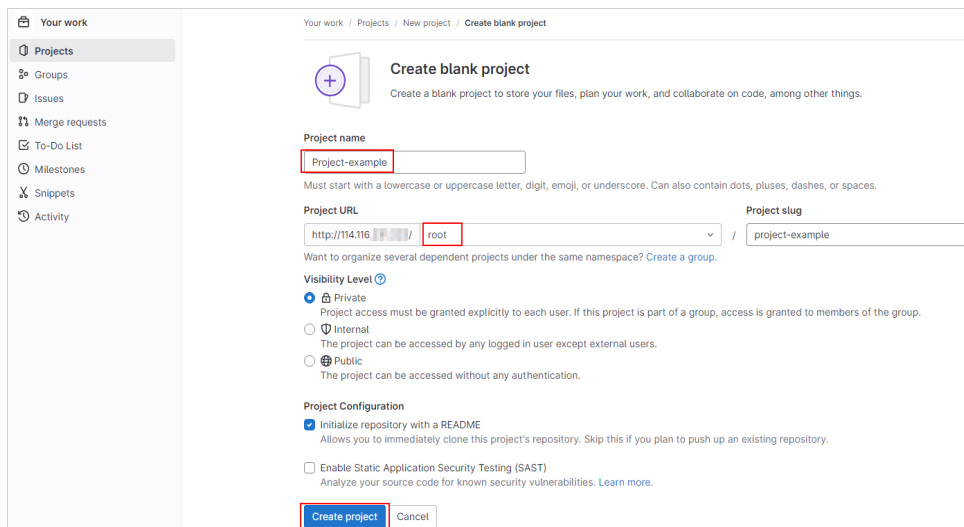 Your work
Projects
Groups
Issues
Merge requests
To-Do List
Milestones
Snippets
Activity
Your work / Projects / New project / Create blank project
Create blank project
Create a blank project to store your files, plan your work, and collaborate on code, among other things.
Project name
Project-example
Must start with a lowercase or uppercase letter, digit, emoji, or underscore. Can also contain dots, pluses, dashes, or spaces.
Project URL
Project slug
http://114.116. / root / project-example
Want to organize several dependent projects under the same namespace? Create a group.
Visibility Level
Private
Project access must be granted explicitly to each user. If this project is part of a group, access is granted to members of the group.
Internal
The project can be accessed by any logged in user except external users.
Public
The project can be accessed without any authentication.
Project Configuration
Initialize repository with a README
Allows you to immediately clone this project's repository. Skip this if you plan to push up an existing repository.
Enable Static Application Security Testing (SAST)
Analyze your source code for known security vulnerabilities. Learn more.
Create project Cancel